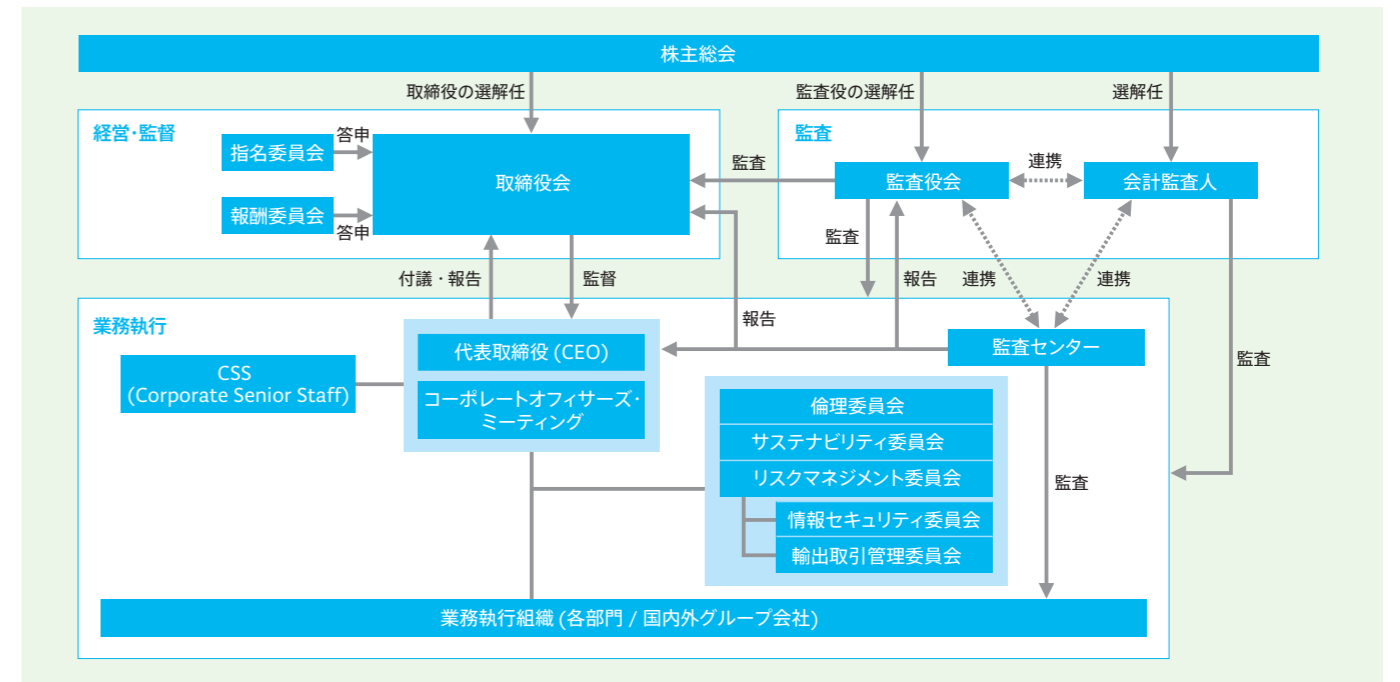 株主総会
取締役の選解任
監査役の選解任
選解任
経営・監督
指名委員会
答申
報酬委員会
答申
取締役会
監査
監査
監査役会
連携
会計監査人
監査
付議・報告
監督
報告
報告
連携
連携
業務執行
代表取締役 (CEO)
監査センター
監査
CSS
(Corporate Senior Staff)
コーポレートオフィサーズ・
ミーティング
倫理委員会
サステナビリティ委員会
リスクマネジメント委員会
監査
情報セキュリティ委員会
輸出取引管理委員会
業務執行組織 (各部門 / 国内外グループ会社)